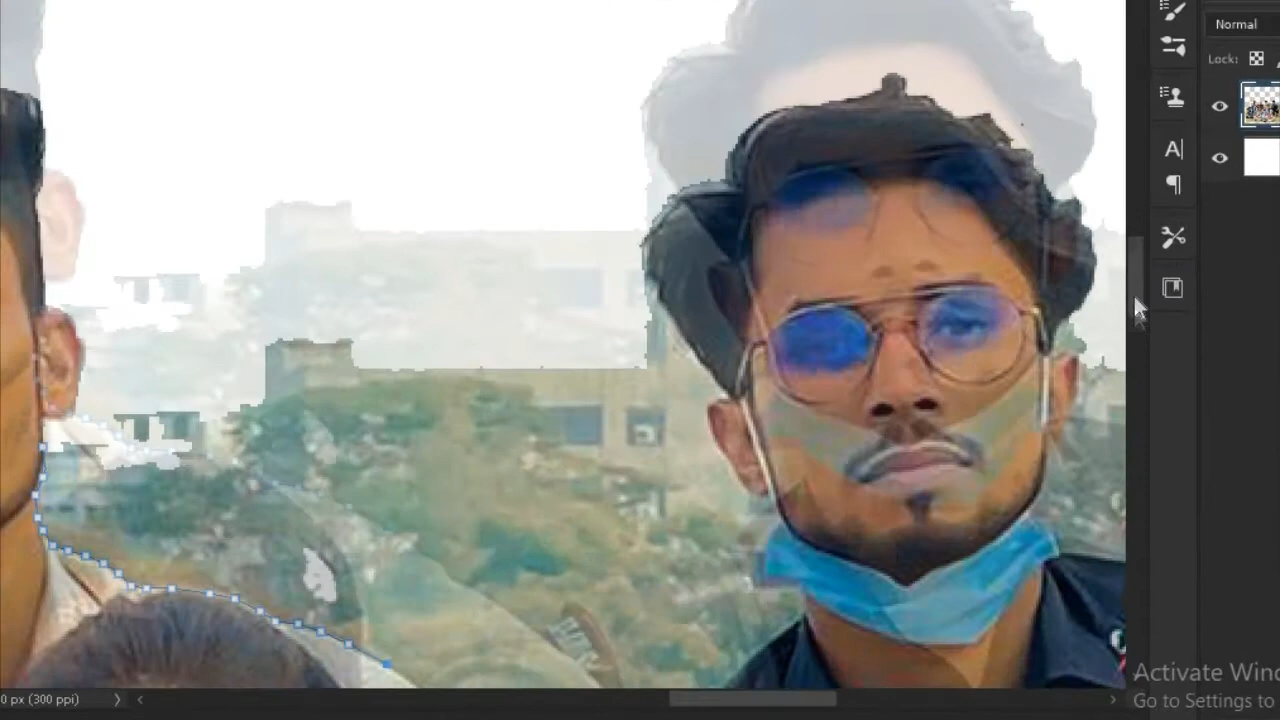 Normal
Lock:
0 px (300 ppi)
Activate Wind
Go to Settings to